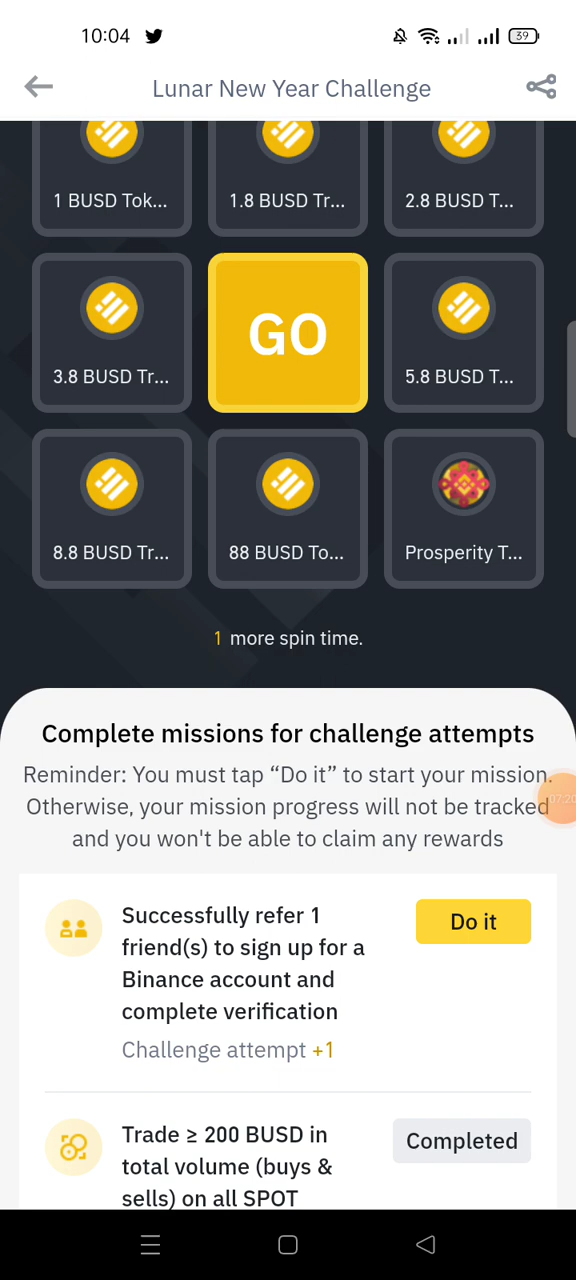 10:04
39
Lunar New Year Challenge
1 BUSD Tok...
1.8 BUSD Tr...
2.8 BUSD T...
3.8 BUSD Tr...
GO
5.8 BUSD T...
8.8 BUSD Tr...
88 BUSD To...
Prosperity T...
1 more spin time.
Complete missions for challenge attempts
Reminder: You must tap “Do it” to start your mission.
Otherwise, your mission progress will not be tracked
and you won't be able to claim any rewards
07:20
Successfully refer 1
friend(s) to sign up for a
Binance account and
complete verification
Do it
Challenge attempt +1
Trade ≥ 200 BUSD in
total volume (buys &
sells) on all SPOT
Completed